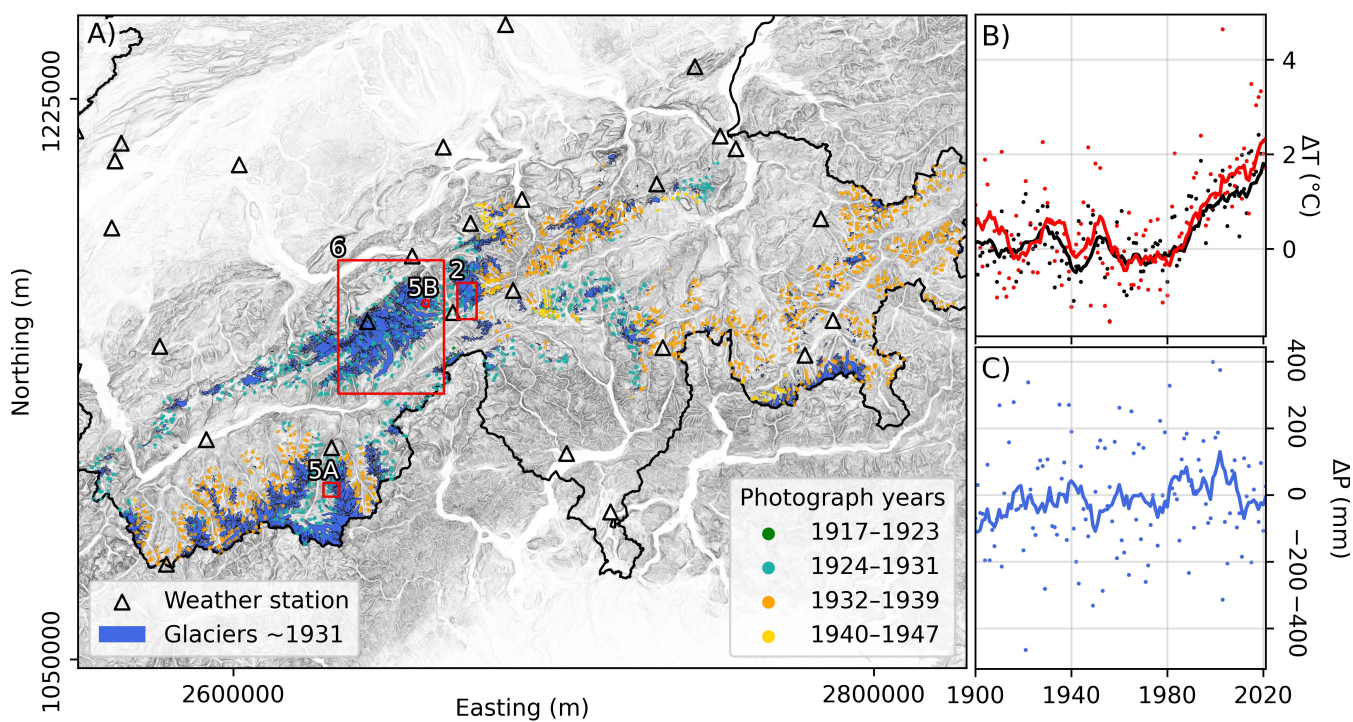 A)
1225000
1050000
Northing (m)
6
5B
2
5A
Weather station
Glaciers ~1931
Photograph years
1917–1923
1924–1931
1932–1939
1940–1947
2600000
2800000
Easting (m)
B)
4
2
0
ΔT (°C)
C)
400
200
0
−200
−400
ΔP (mm)
1900
1940
1980
2020